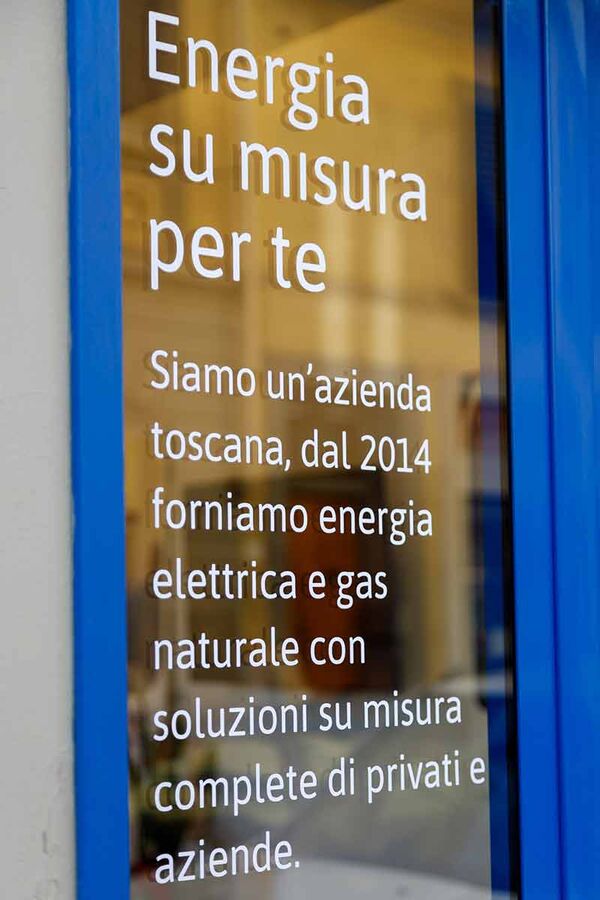 Energia
su misura
per te
Siamo un'azienda
toscana, dal 2014
forniamo energia
elettrica e gas
naturale con
soluzioni su misura
complete di privati e
aziende.